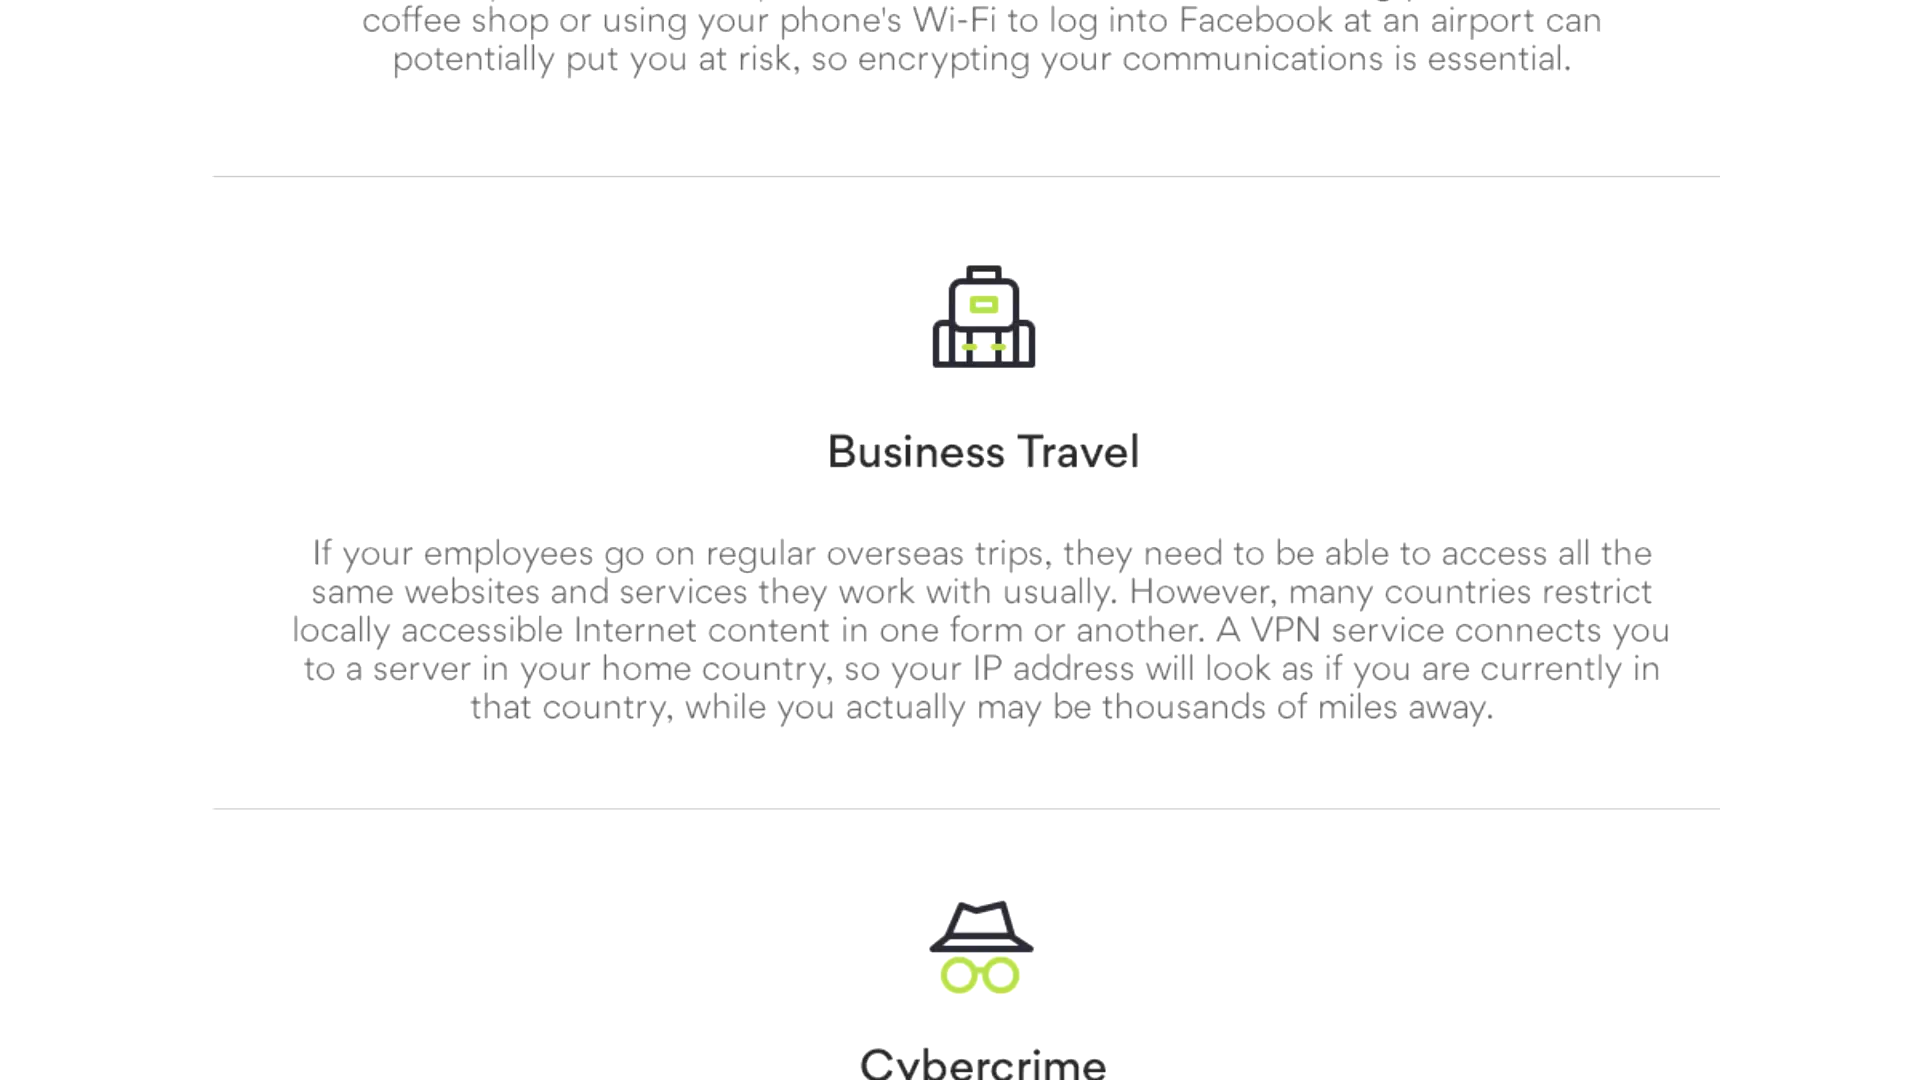 coffee shop or using your phone's Wi-Fi to log into Facebook at an airport can
potentially put you at risk, so encrypting your communications is essential.
Business Travel
If your employees go on regular overseas trips, they need to be able to access all the
same websites and services they work with usually. However, many countries restrict
locally accessible Internet content in one form or another. A VPN service connects you
to a server in your home country, so your IP address will look as if you are currently in
that country, while you actually may be thousands of miles away.
Cybercrime